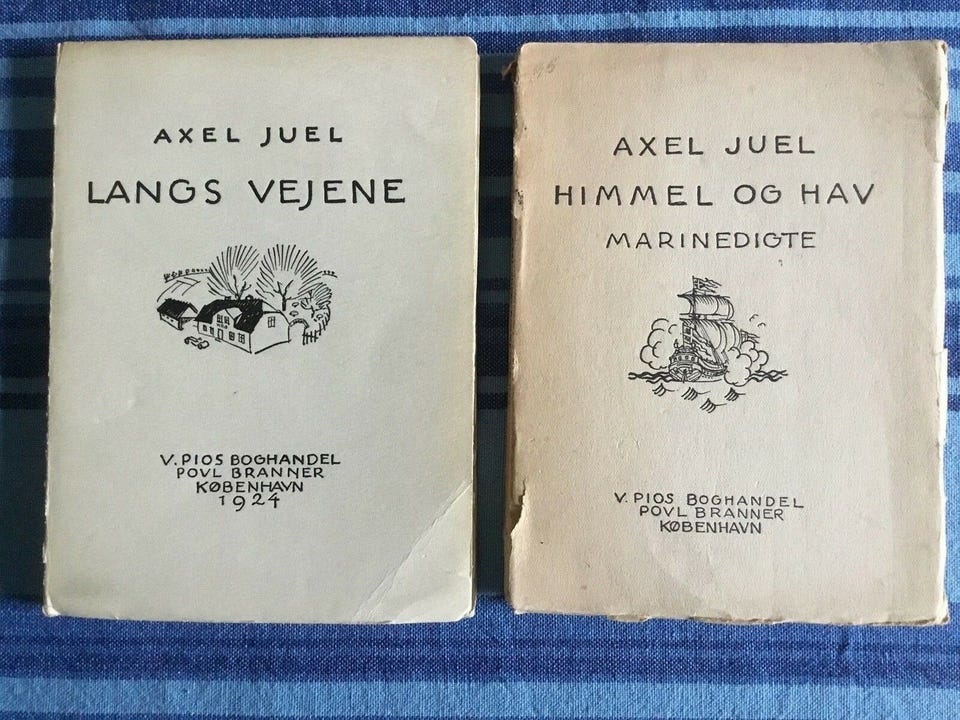 AXEL JUEL
LANGS VEJENE
V. PIOS BOGHANDEL
POVL BRANNER
KØBENHAVN
1924
AXEL JUEL
HIMMEL OG HAV
MARINEDIGTE
V. PIOS BOGHANDEL
POVL BRANNER
KØBENHAVN